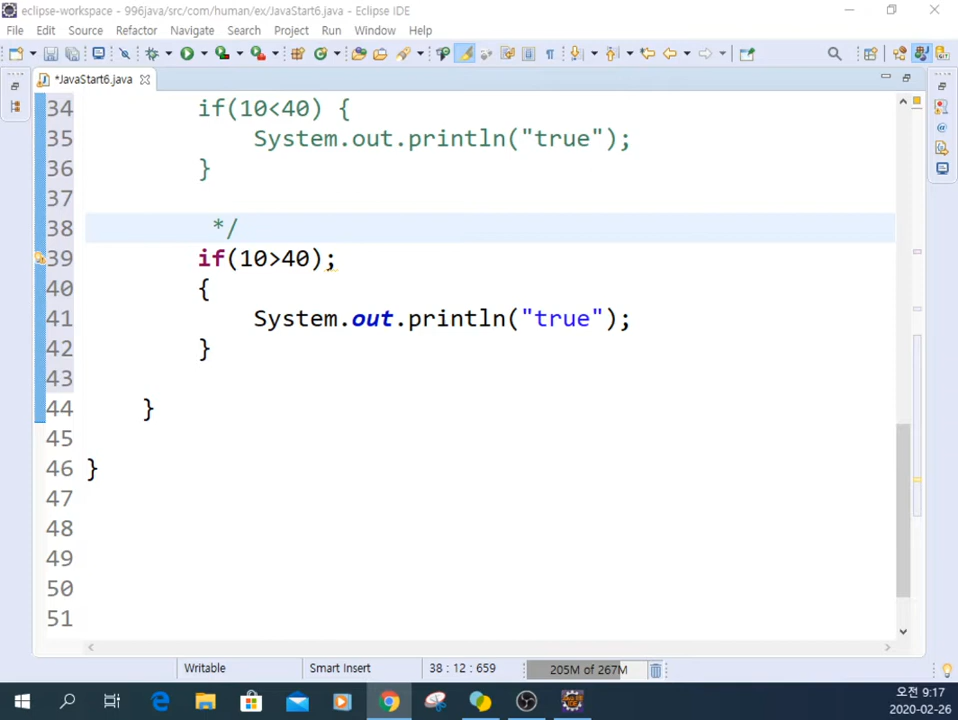 eclipse-workspace - 996java/src/com/human/ex/JavaStart6.java - Eclipse IDE
File Edit Source Refactor Navigate Search Project Run Window Help
*JavaStart6.java
34 if(10<40) {
35 System.out.println("true");
36 }
37
38 */
39 if(10>40);
40 {
41 System.out.println("true");
42 }
43
44 }
45
46 }
47
48
49
50
51
Writable Smart Insert 38 : 12 : 659 205M of 267M
오전 9:17
2020-02-26